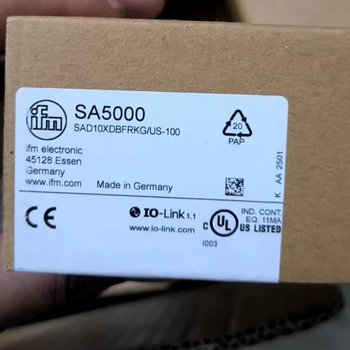 ifm
SA5000
SAD10XDBFRKG/US-100
ifm electronic
45128 Essen
Germany
www.ifm.com
Made in Germany
20
PAP
K AA 2501
CE
IO-Link 1.1
www.io-link.com
I003
C UL US LISTED
IND. CONT.
EQ. 11MA